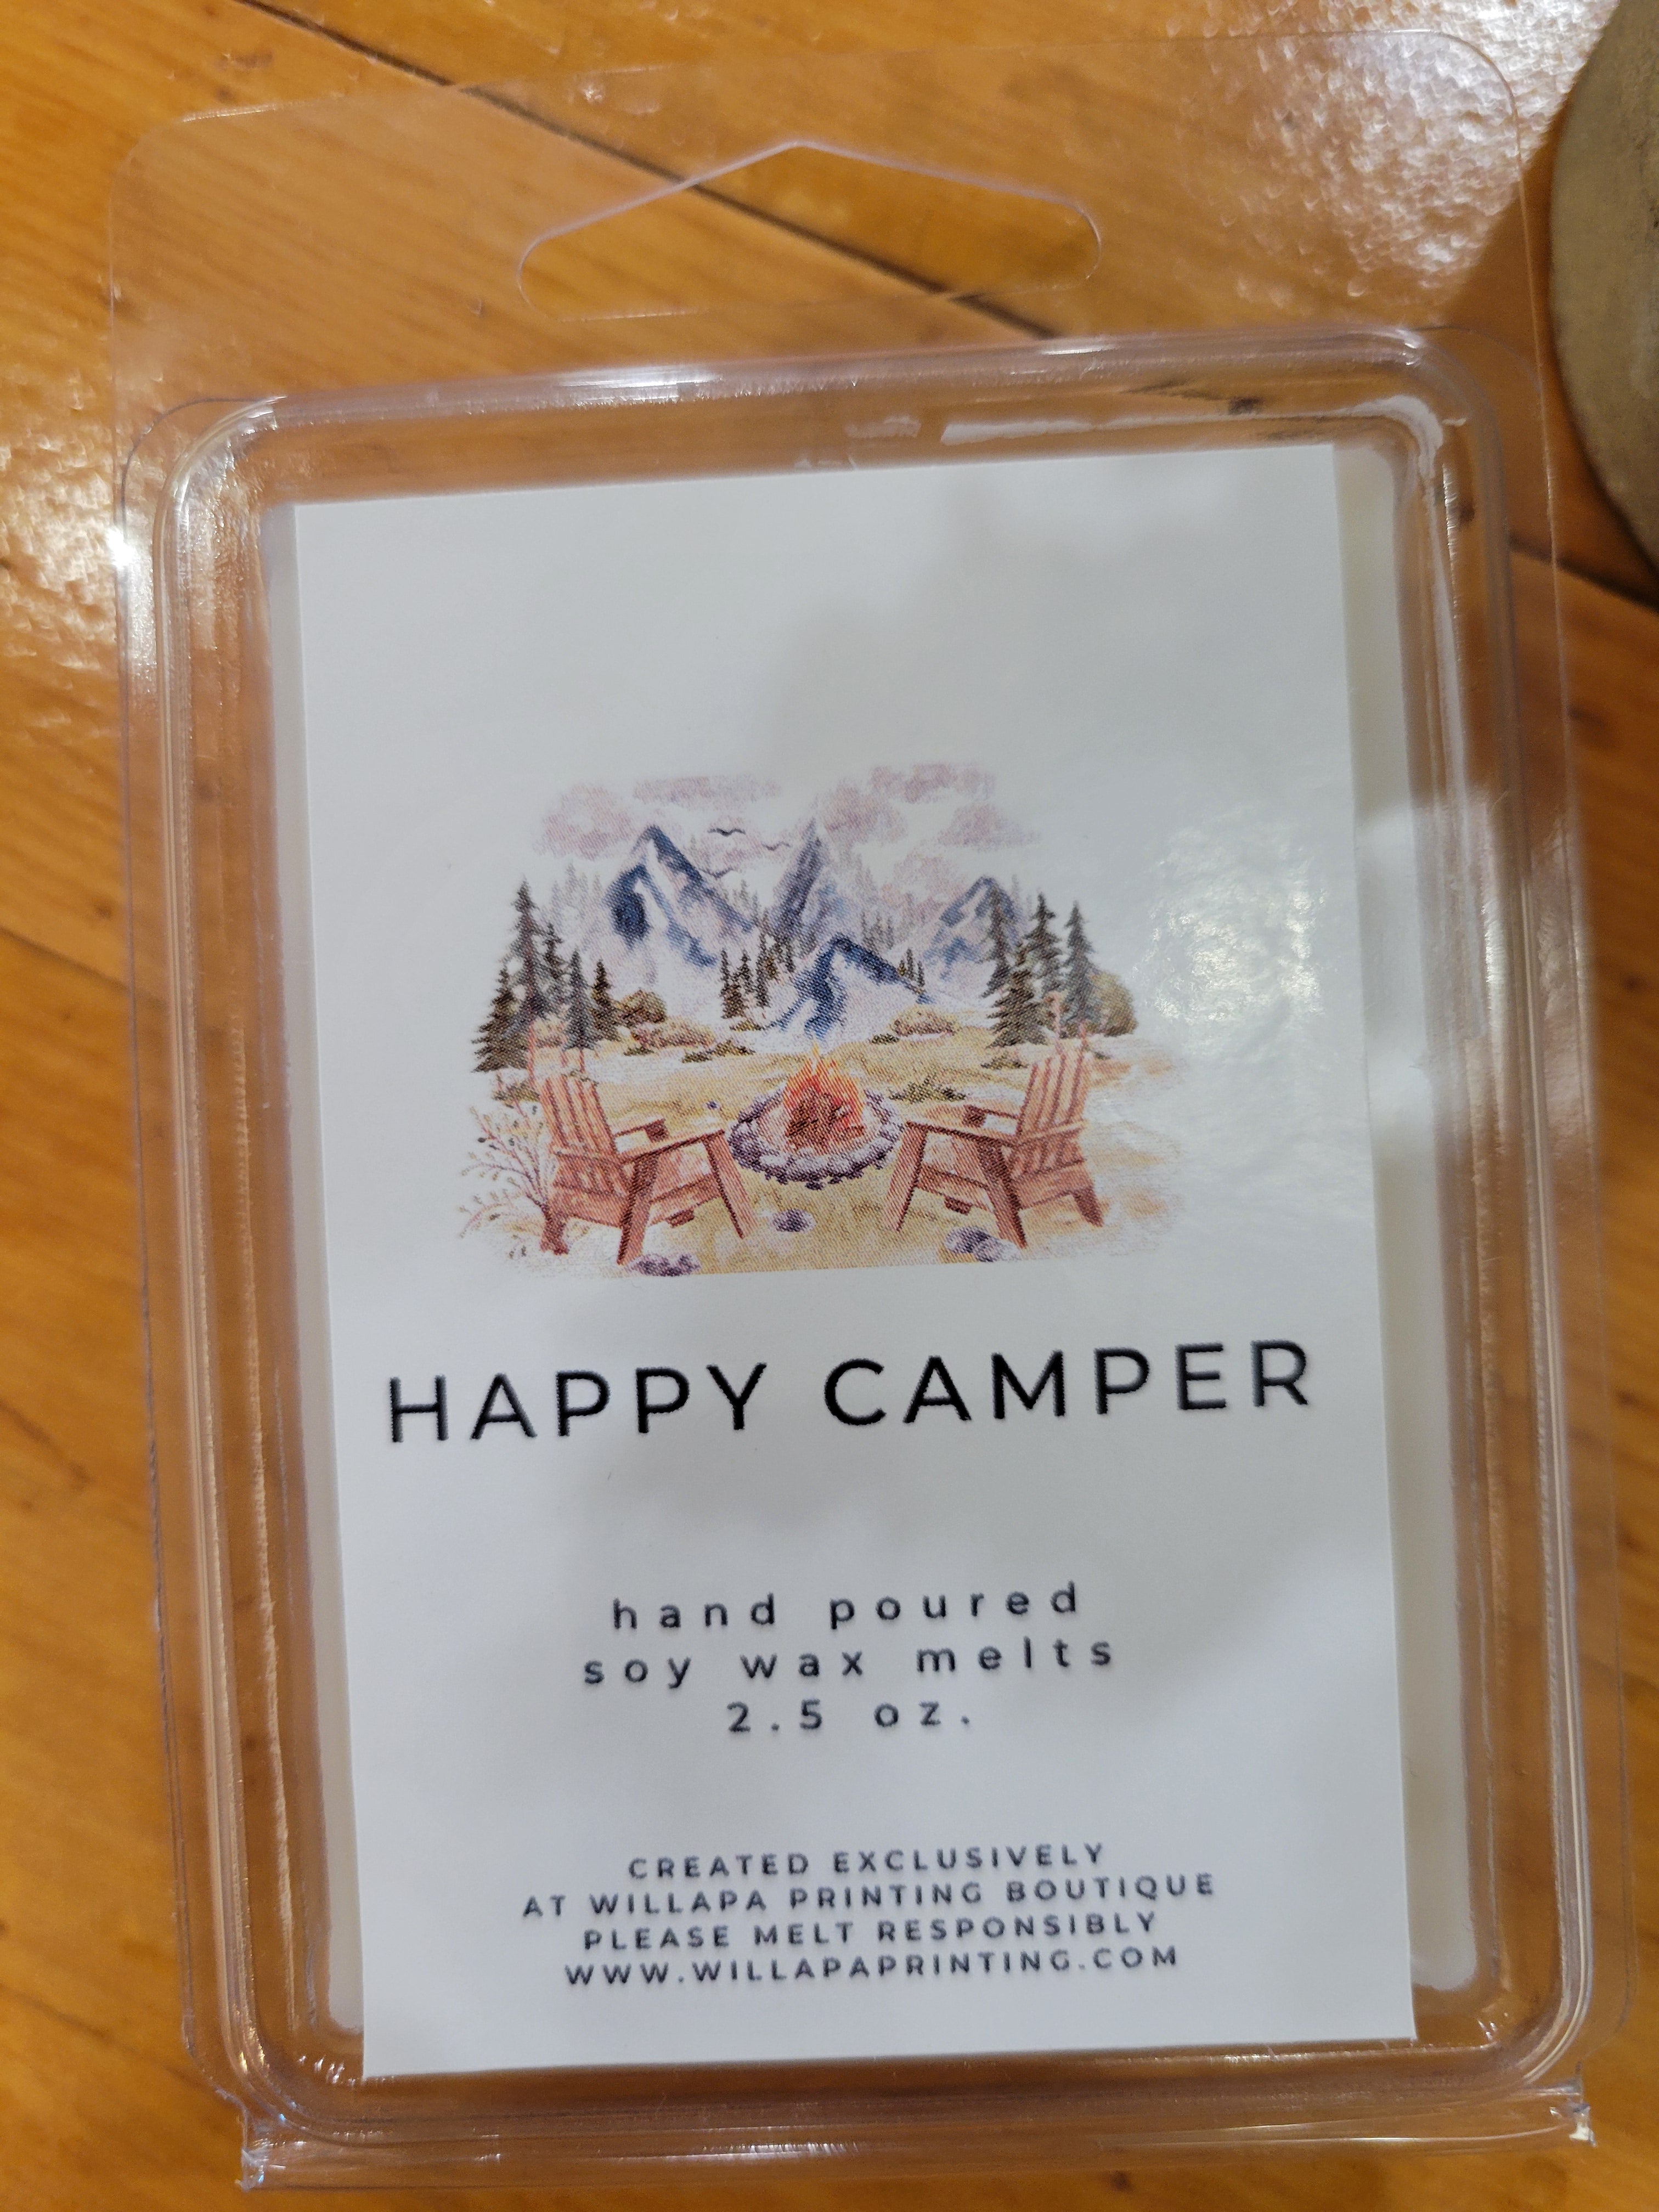 HAPPY CAMPER
hand poured
soy wax melts
2.5 oz.
CREATED EXCLUSIVELY
AT WILLAPA PRINTING BOUTIQUE
PLEASE MELT RESPONSIBLY
WWW.WILLAPAPRINTING.COM